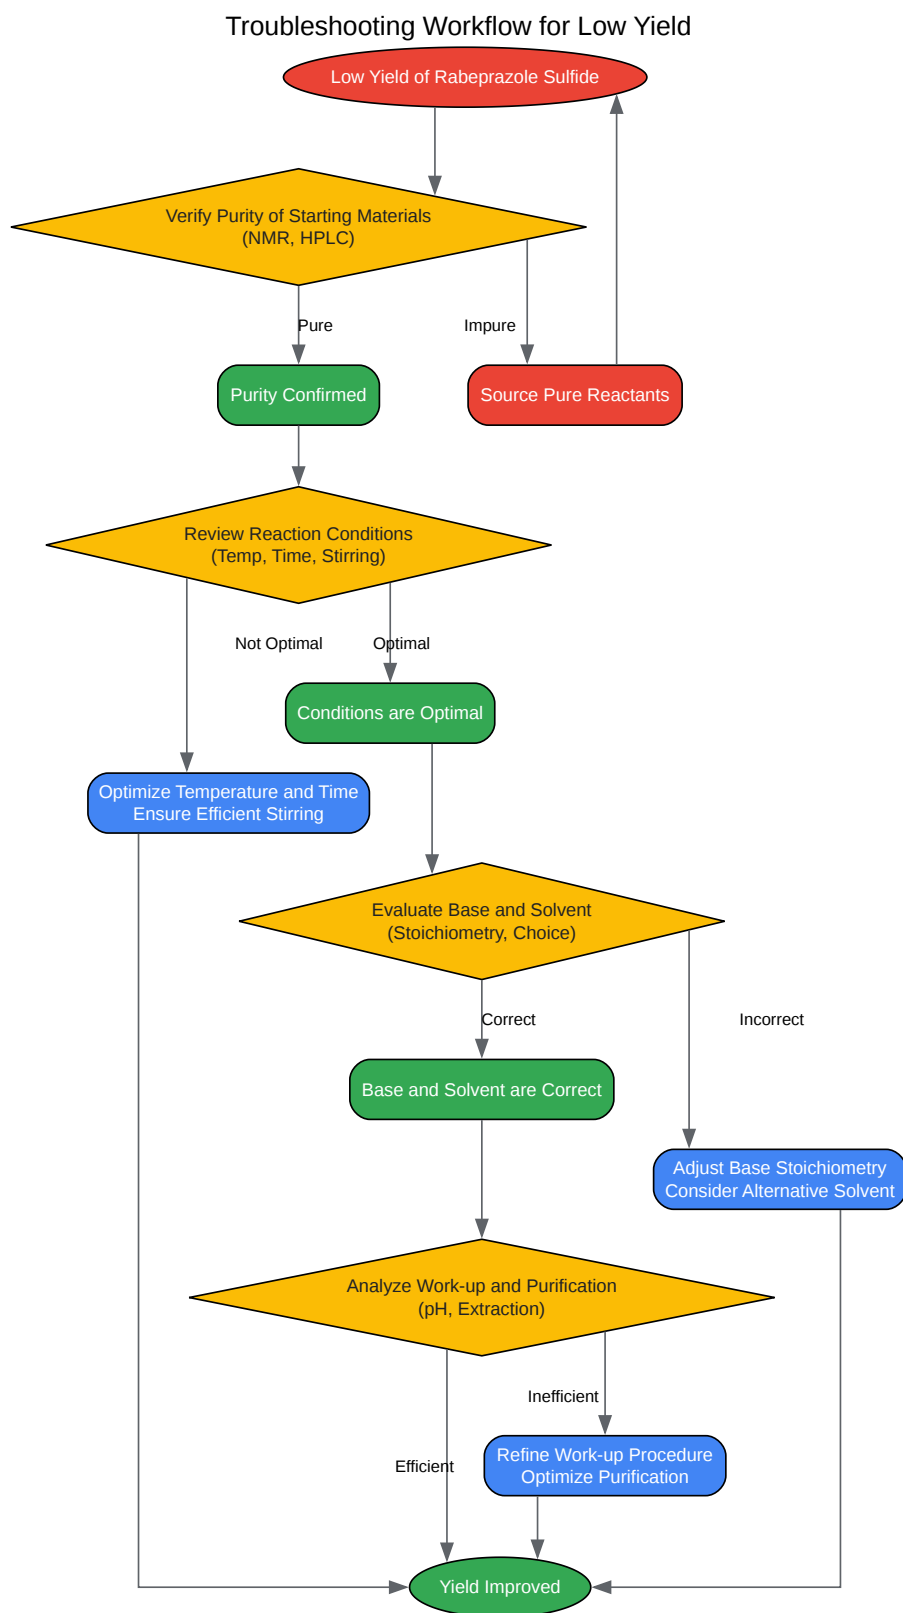 Troubleshooting Workflow for Low Yield
Low Yield of Rabeprazole Sulfide
Verify Purity of Starting Materials
(NMR, HPLC)
Pure
Impure
Purity Confirmed
Source Pure Reactants
Review Reaction Conditions
(Temp, Time, Stirring)
Not Optimal
Optimal
Conditions are Optimal
Optimize Temperature and Time
Ensure Efficient Stirring
Evaluate Base and Solvent
(Stoichiometry, Choice)
Correct
Incorrect
Base and Solvent are Correct
Adjust Base Stoichiometry
Consider Alternative Solvent
Analyze Work-up and Purification
(pH, Extraction)
Inefficient
Efficient
Refine Work-up Procedure
Optimize Purification
Yield Improved